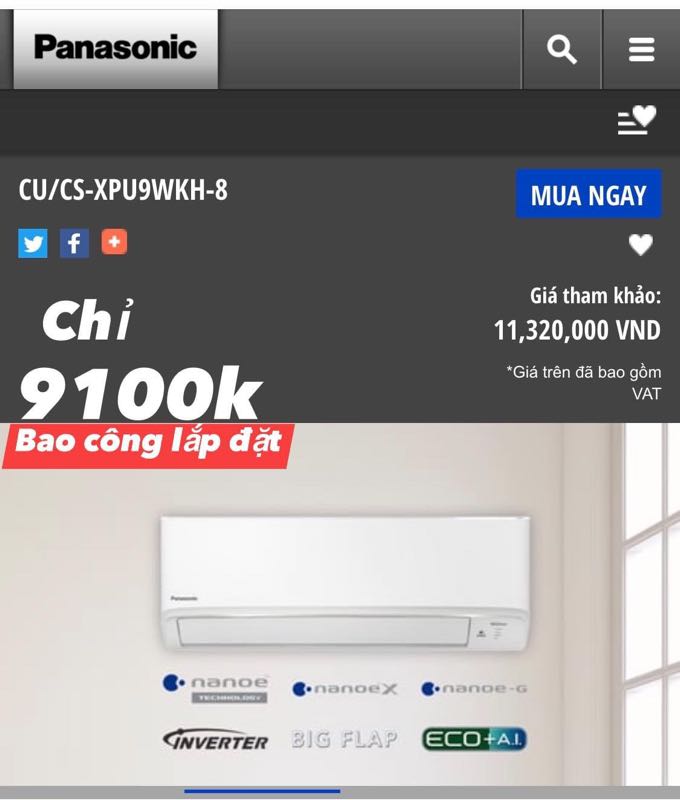 Panasonic
CU/CS-XPU9WKH-8
MUA NGAY
Giá tham khảo:
11,320,000 VND
*Giá trên đã bao gồm
VAT
Chỉ
9100k
Bao công lắp đặt
Panasonic
nanoe
TECHNOLOGY
nanoeX
nanoe-G
INVERTER
BIG FLAP
ECO+A.I.